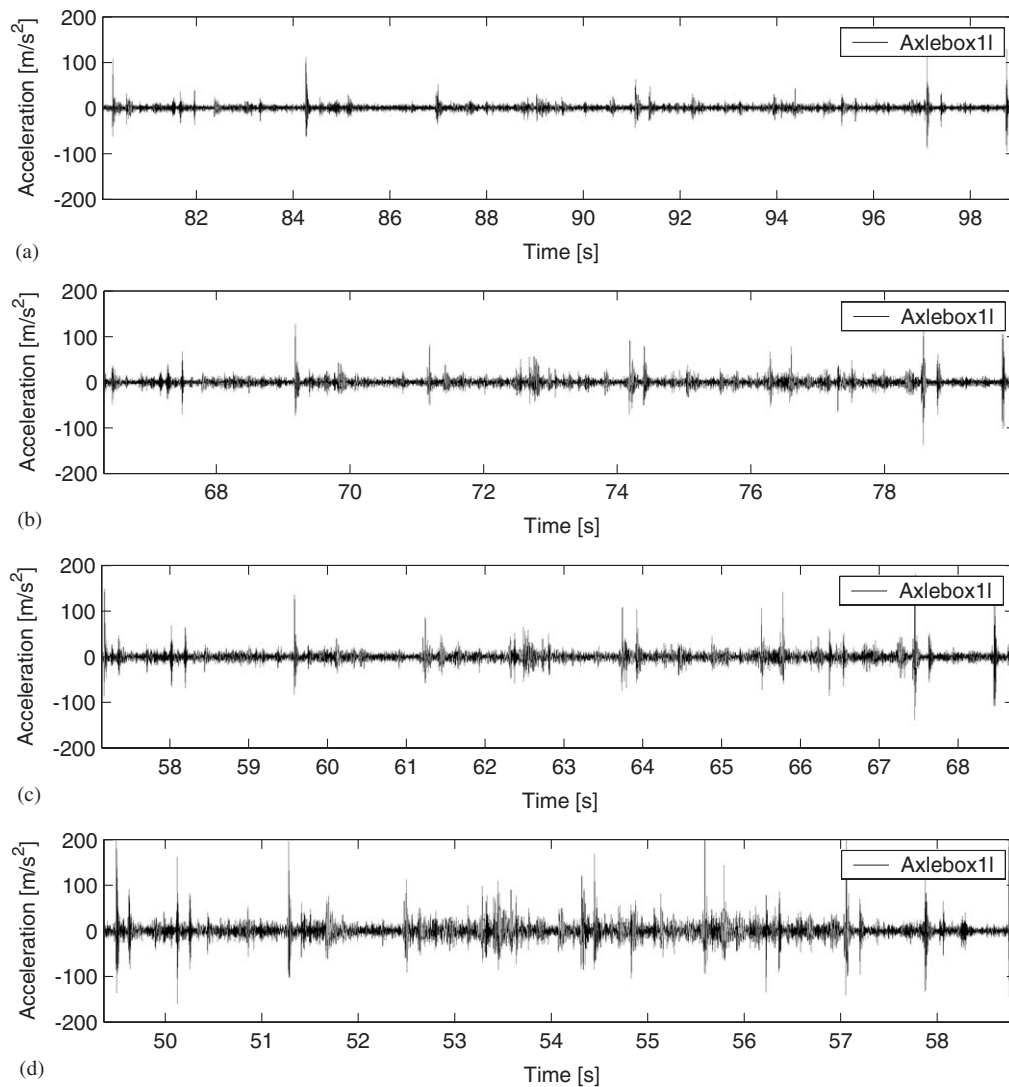 200
100
0
-100
-200
Acceleration [m/s²]
Axlebox1l
82 84 86 88 90 92 94 96 98
Time [s]
(a)
200
100
0
-100
-200
Acceleration [m/s²]
Axlebox1l
68 70 72 74 76 78
Time [s]
(b)
200
100
0
-100
-200
Acceleration [m/s²]
Axlebox1l
58 59 60 61 62 63 64 65 66 67 68
Time [s]
(c)
200
100
0
-100
-200
Acceleration [m/s²]
Axlebox1l
50 51 52 53 54 55 56 57 58
Time [s]
(d)